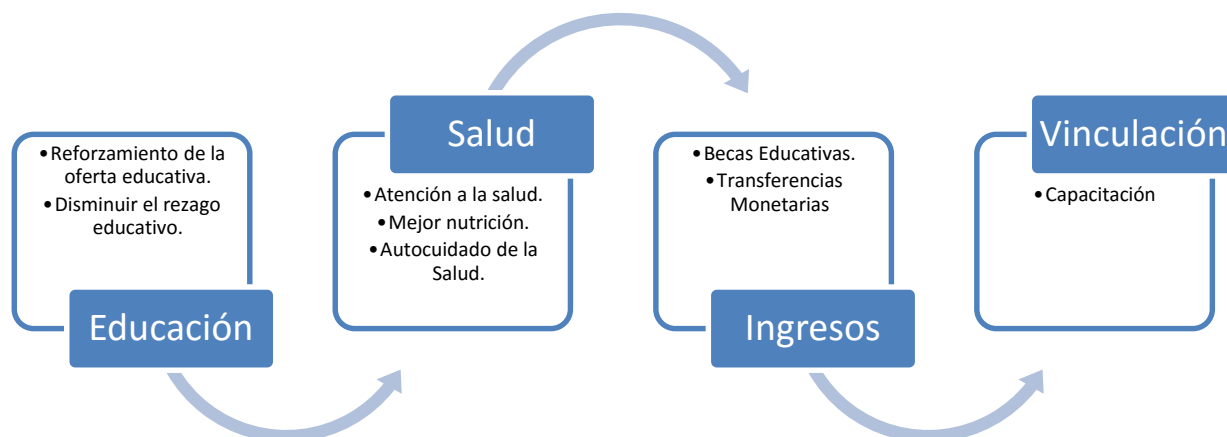 • Reforzamiento de la
oferta educativa.
• Disminuir el rezago
educativo.
Educación
Salud
• Atención a la salud.
• Mejor nutrición.
• Autocuidado de la
Salud.
• Becas Educativas.
• Transferencias
Monetarias
Ingresos
Vinculación
• Capacitación